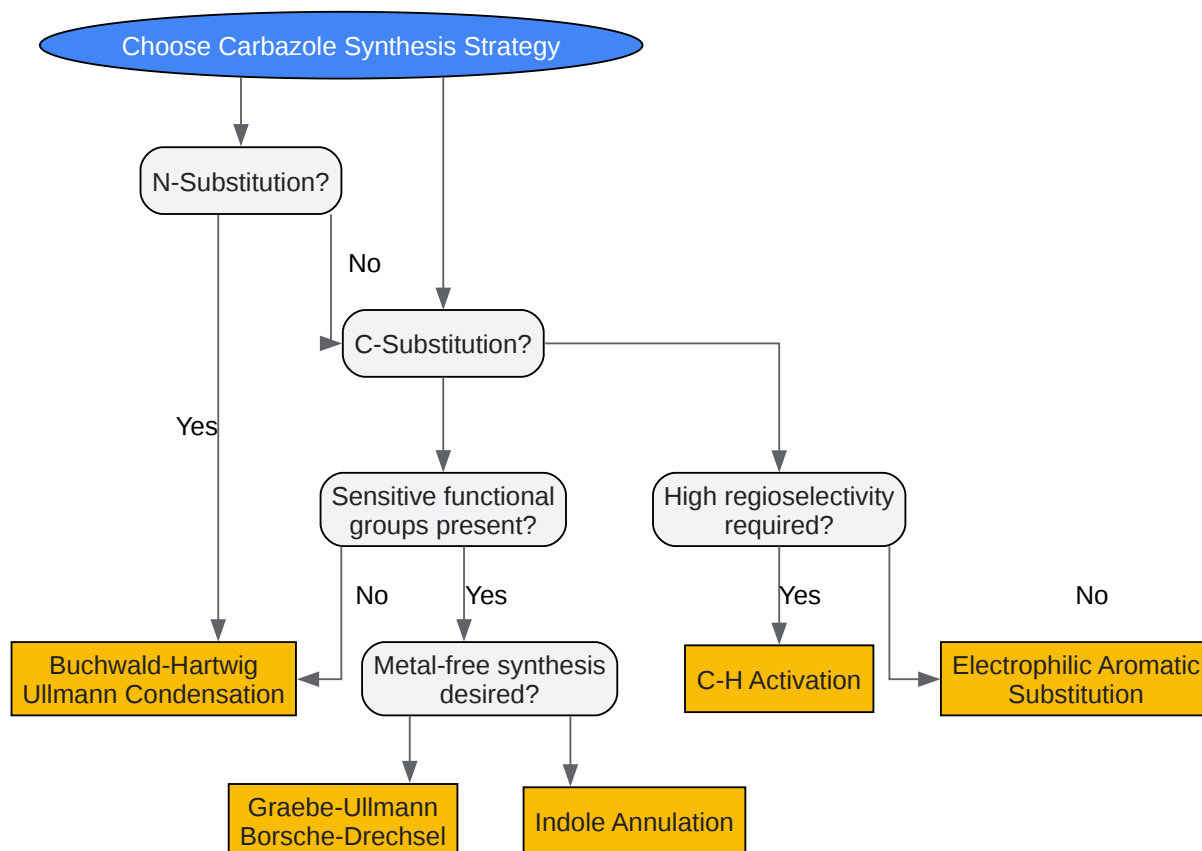 Choose Carbazole Synthesis Strategy
N-Substitution?
No
C-Substitution?
Yes
Sensitive functional
groups present?
High regioselectivity
required?
No
Yes
Yes
No
Buchwald-Hartwig
Ullmann Condensation
Metal-free synthesis
desired?
C-H Activation
Electrophilic Aromatic
Substitution
Graebe-Ullmann
Borsche-Drechsel
Indole Annulation